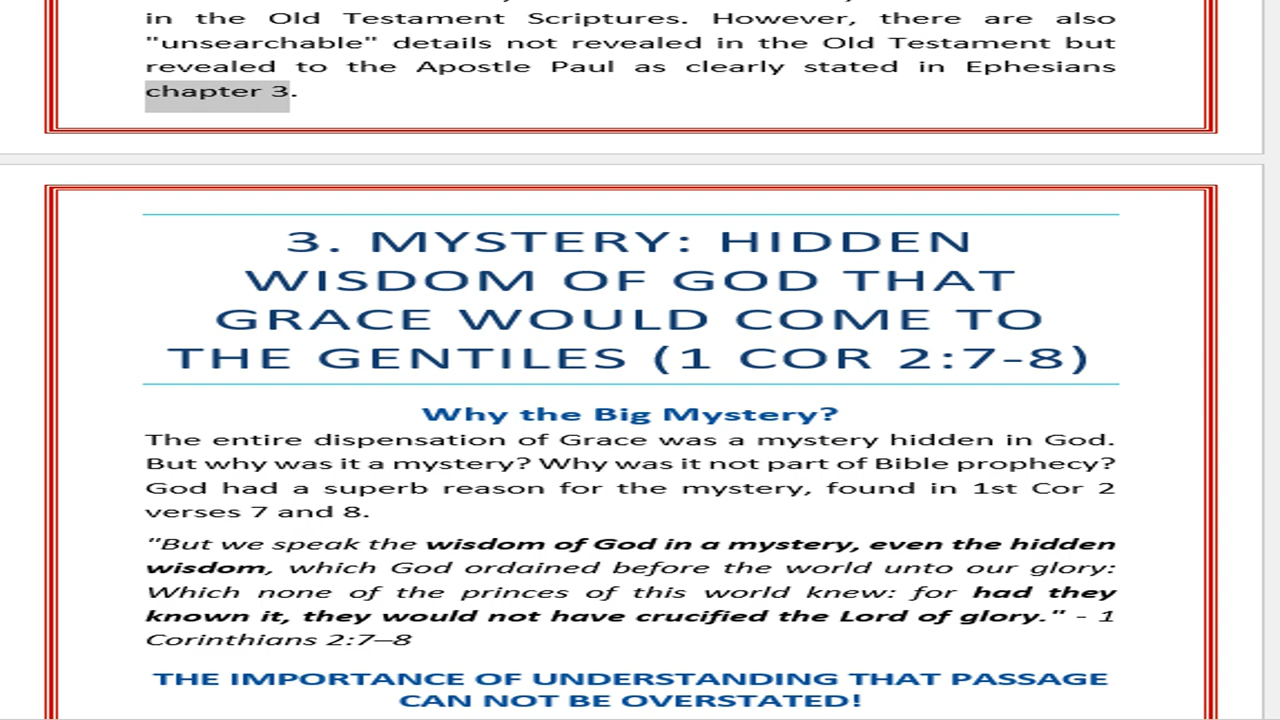 in the Old Testament Scriptures. However, there are also
"unsearchable" details not revealed in the Old Testament but
revealed to the Apostle Paul as clearly stated in Ephesians
chapter 3.
3. MYSTERY: HIDDEN
WISDOM OF GOD THAT
GRACE WOULD COME TO
THE GENTILES (1 COR 2:7-8)
Why the Big Mystery?
The entire dispensation of Grace was a mystery hidden in God.
But why was it a mystery? Why was it not part of Bible prophecy?
God had a superb reason for the mystery, found in 1st Cor 2
verses 7 and 8.
"But we speak the wisdom of God in a mystery, even the hidden
wisdom, which God ordained before the world unto our glory:
Which none of the princes of this world knew: for had they
known it, they would not have crucified the Lord of glory." - 1
Corinthians 2:7–8
THE IMPORTANCE OF UNDERSTANDING THAT PASSAGE
CAN NOT BE OVERSTATED!